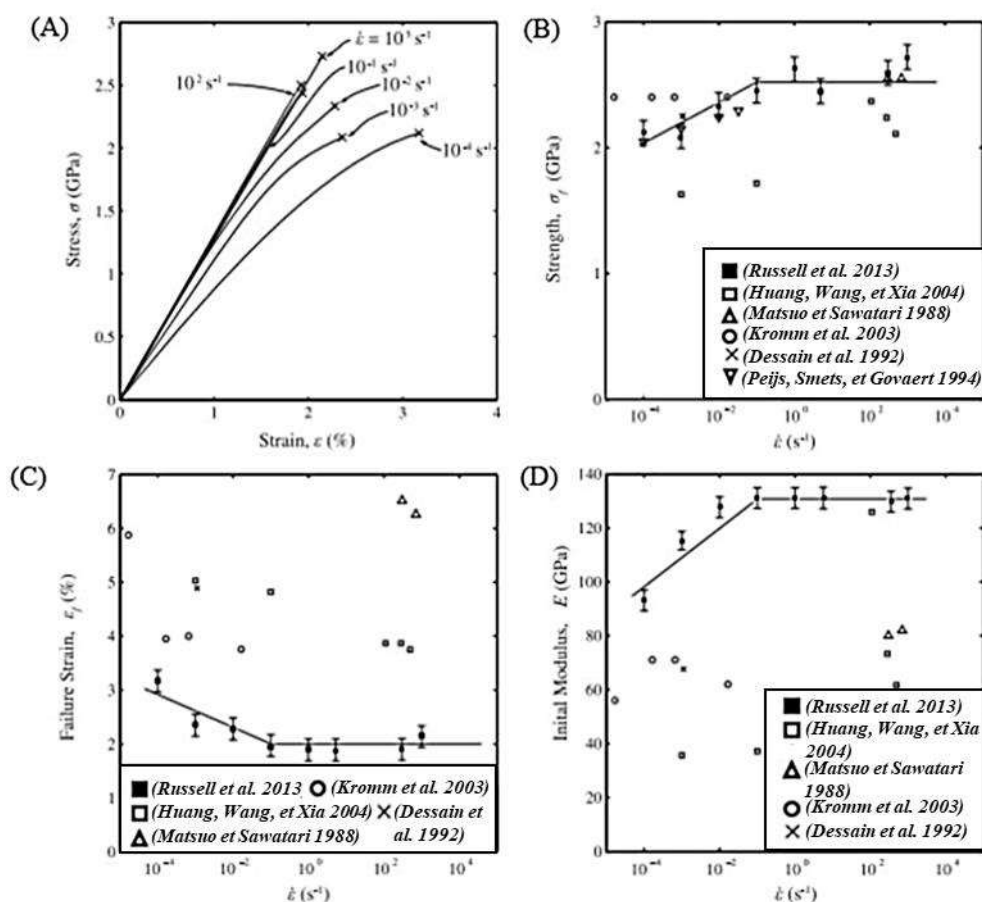 (A)
3
2.5
2
1.5
1
0.5
0
0 1 2 3 4
Stress, σ (GPa)
Strain, ε (%)
ε̇ = 10³ s⁻¹
10² s⁻¹
10⁻¹ s⁻¹
10⁻² s⁻¹
10⁻³ s⁻¹
10⁻⁴ s⁻¹
(B)
3
2
1
0
Strength, σf
(GPa)
(Russell et al. 2013)
(Huang, Wang, et Xia 2004)
(Matsuo et Sawatari 1988)
(Kromm et al. 2003)
(Dessain et al. 1992)
(Peijs, Smets, et Govaert 1994)
10⁻⁴ 10⁻² 10⁰ 10² 10⁴
ε̇ (s⁻¹)
(C)
7
6
5
4
3
2
1
0
Failure Strain, εf (%)
(Russell et al. 2013
(Kromm et al. 2003)
(Huang, Wang, et Xia 2004)
(Dessain et
al. 1992)
(Matsuo et Sawatari 1988)
10⁻⁴ 10⁻² 10⁰ 10² 10⁴
ε̇ (s⁻¹)
(D)
140
120
100
80
60
40
20
0
Inital Modulus, E
(GPa)
(Russell et al. 2013)
(Huang, Wang, et Xia
2004)
(Matsuo et Sawatari
1988)
(Kromm et al. 2003)
(Dessain et al. 1992)
10⁻⁴ 10⁻² 10⁰ 10² 10⁴
ε̇ (s⁻¹)